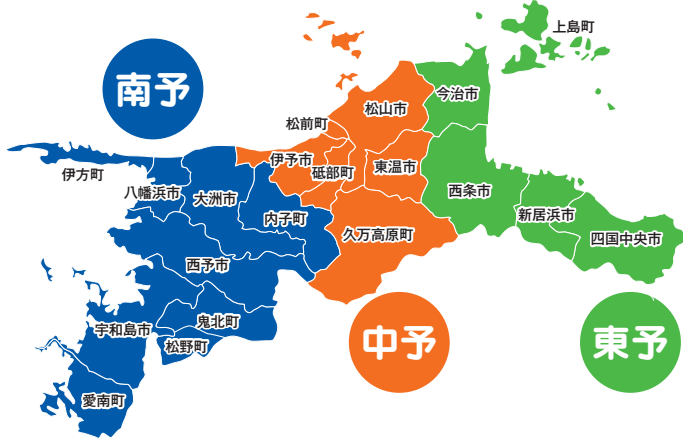 上島町
南予
今治市
松山市
松前町
伊予市
砥部町
東温市
伊方町
八幡浜市
大洲市
内子町
西条市
新居浜市
久万高原町
四国中央市
西予市
鬼北町
宇和島市
松野町
中予
東予
愛南町